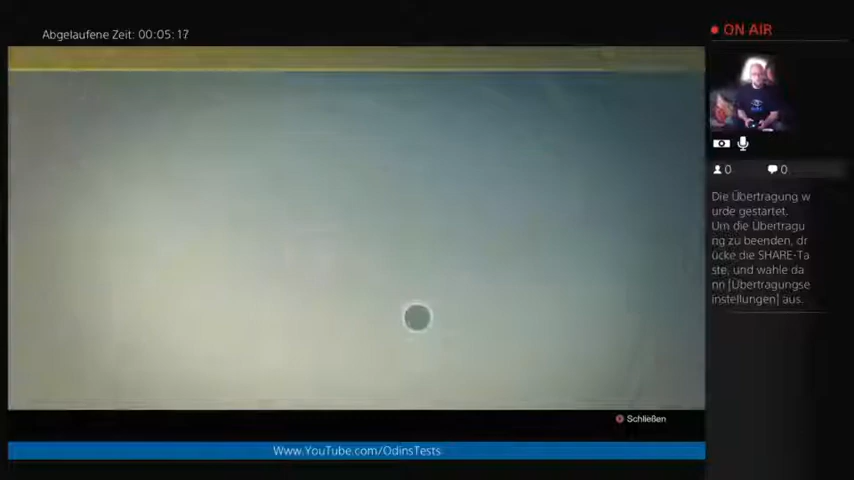 Abgelaufene Zeit: 00:05:17
ON AIR
0 0
Die Übertragung w
urde gestartet.
Um die Übertragu
ng zu beenden, dr
ücke die SHARE-Ta
ste, und wähle da
nn [Übertragungse
instellungen] aus.
Schließen
Www.YouTube.com/OdinsTests